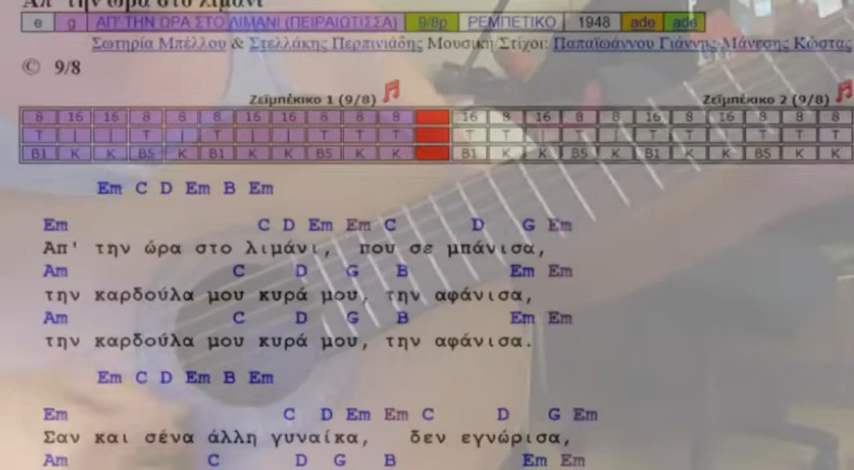 Απ' την ώρα στο λιμάνι
e g ΑΠ' ΤΗΝ ΩΡΑ ΣΤΟ ΛΙΜΑΝΙ (ΠΕΙΡΑΙΩΤΙΣΣΑ) 9/8p ΡΕΜΠΕΤΙΚΟ 1948 ade ade
Σωτηρία Μπέλλου & Στελλάκης Περπινιάδης Μουσική/Στίχοι: Παπαϊωάννου Γιάννης-Μάνεσης Κώστας
© 9/8
Ζεϊμπέκικο 1 (9/8) Ζεϊμπέκικο 2 (9/8)
8 16 16 8 8 8 16 16 8 8 8 16 8 16 8 8 16 8 16 8 8 8
T | | T | T | | T T T T T | T T T T
B1 K K B5 K B1 K K B5 K K B1 K K B5 K B1 K K B5 K K
Em C D Em B Em
Em C D Em Em C D G Em
Απ' την ώρα στο λιμάνι, που σε μπάνισα,
Am C D G B Em Em
την καρδούλα μου κυρά μου, την αφάνισα,
Am C D G B Em Em
την καρδούλα μου κυρά μου, την αφάνισα.
Em C D Em B Em
Em C D Em Em C D G Em
Σαν και σένα άλλη γυναίκα, δεν εγνώρισα,
Am C D G B Em Em